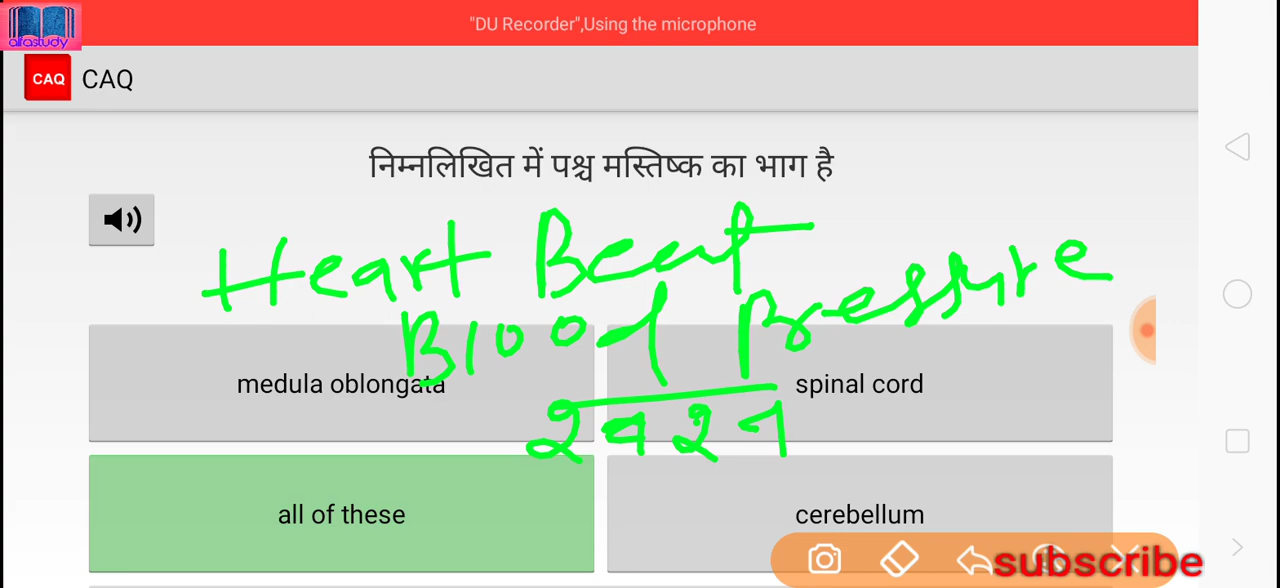 alfastudy
"DU Recorder",Using the microphone
CAQ CAQ
निम्नलिखित में पश्च मस्तिष्क का भाग है
Heart Beat
Blood Pressure
medula oblongata
spinal cord
all of these
cerebellum
subscribe